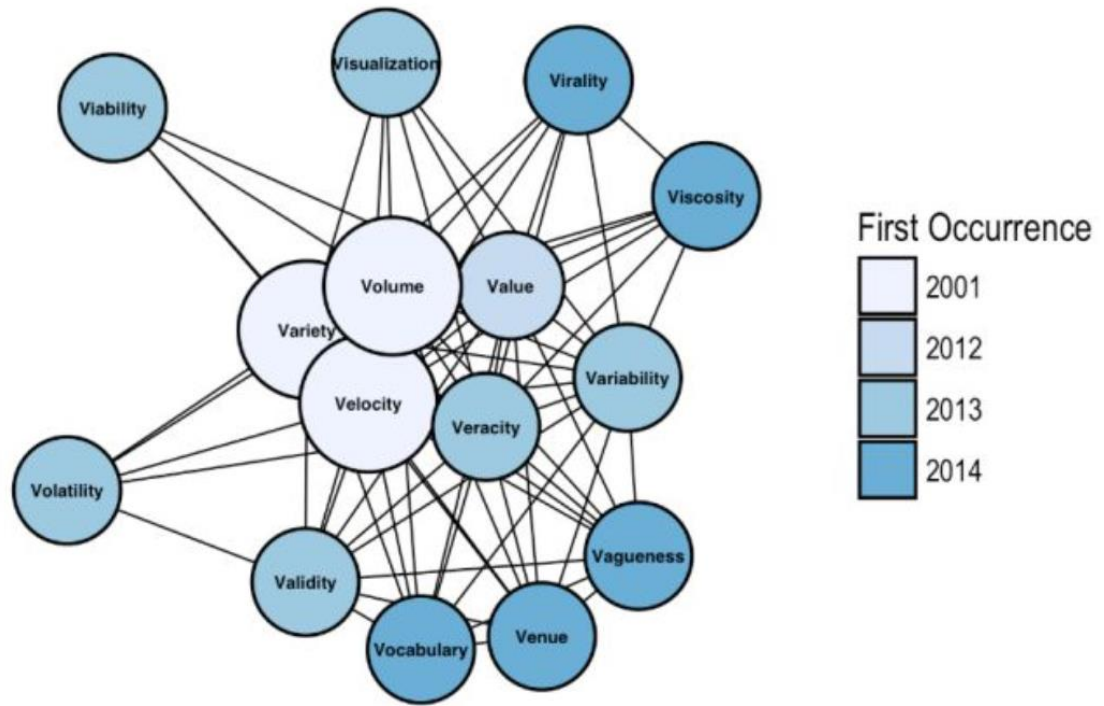 Visualization
Virality
Viability
Viscosity
First Occurrence
Volume
Value
2001
Variety
2012
Variability
Velocity
2013
Veracity
2014
Volatility
Vagueness
Validity
Venue
Vocabulary